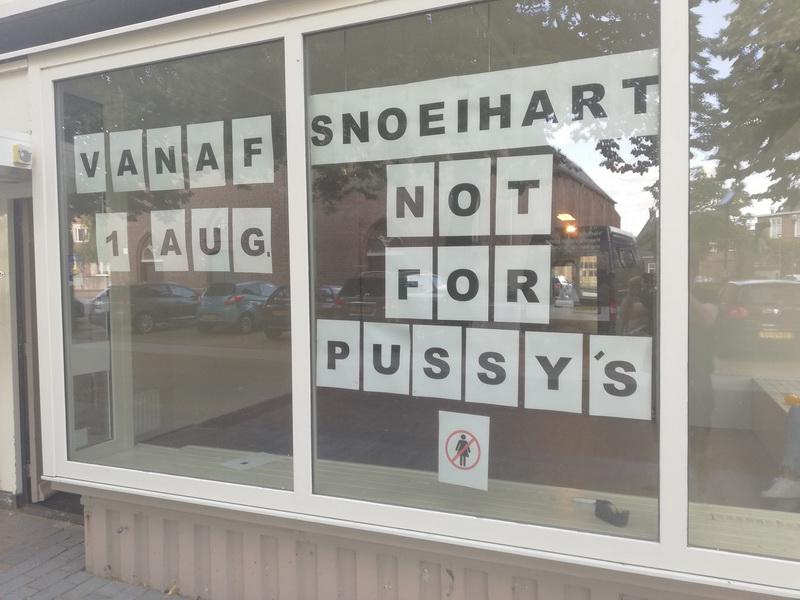 VANAF
1. AUG.
SNOEIHART
NOT
FOR
PUSSY'S